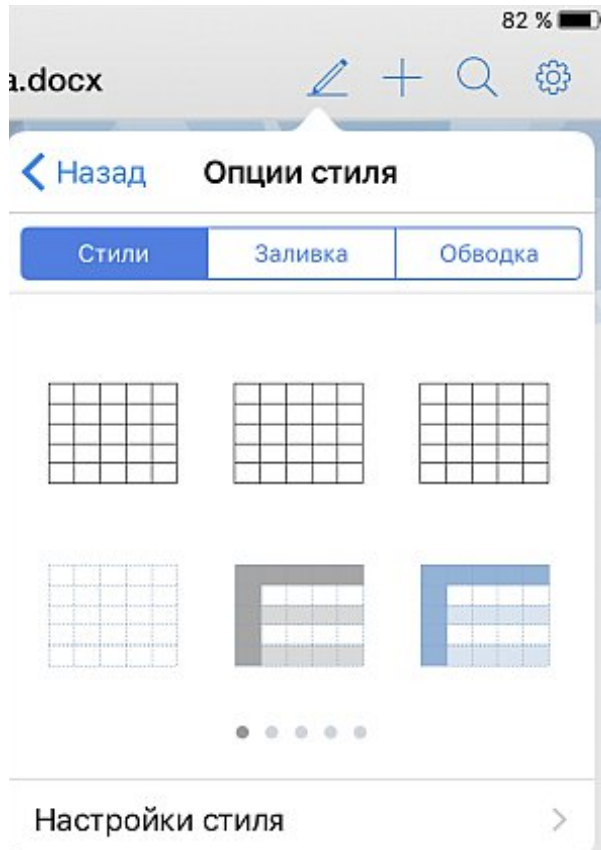 82 %
a.docx
Назад Опции стиля
Стили Заливка Обводка
Настройки стиля